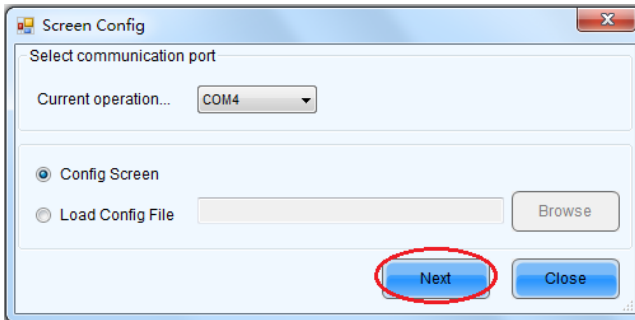 Screen Config
Select communication port
Current operation... COM4
Config Screen
Load Config File Browse
Next Close